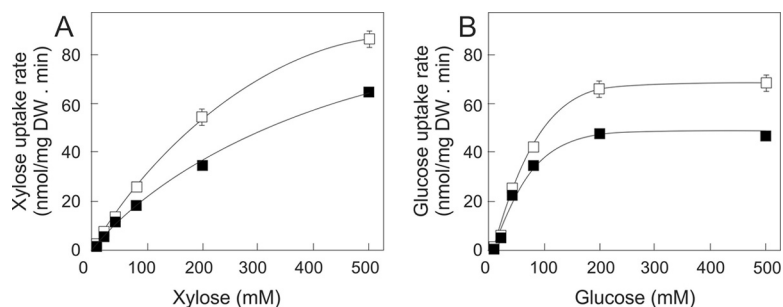 A
Xylose uptake rate
(nmol/mg DW . min)
80
60
40
20
0
0 100 200 300 400 500
Xylose (mM)
B
Glucose uptake rate
(nmol/mg DW . min)
80
60
40
20
0
0 100 200 300 400 500
Glucose (mM)